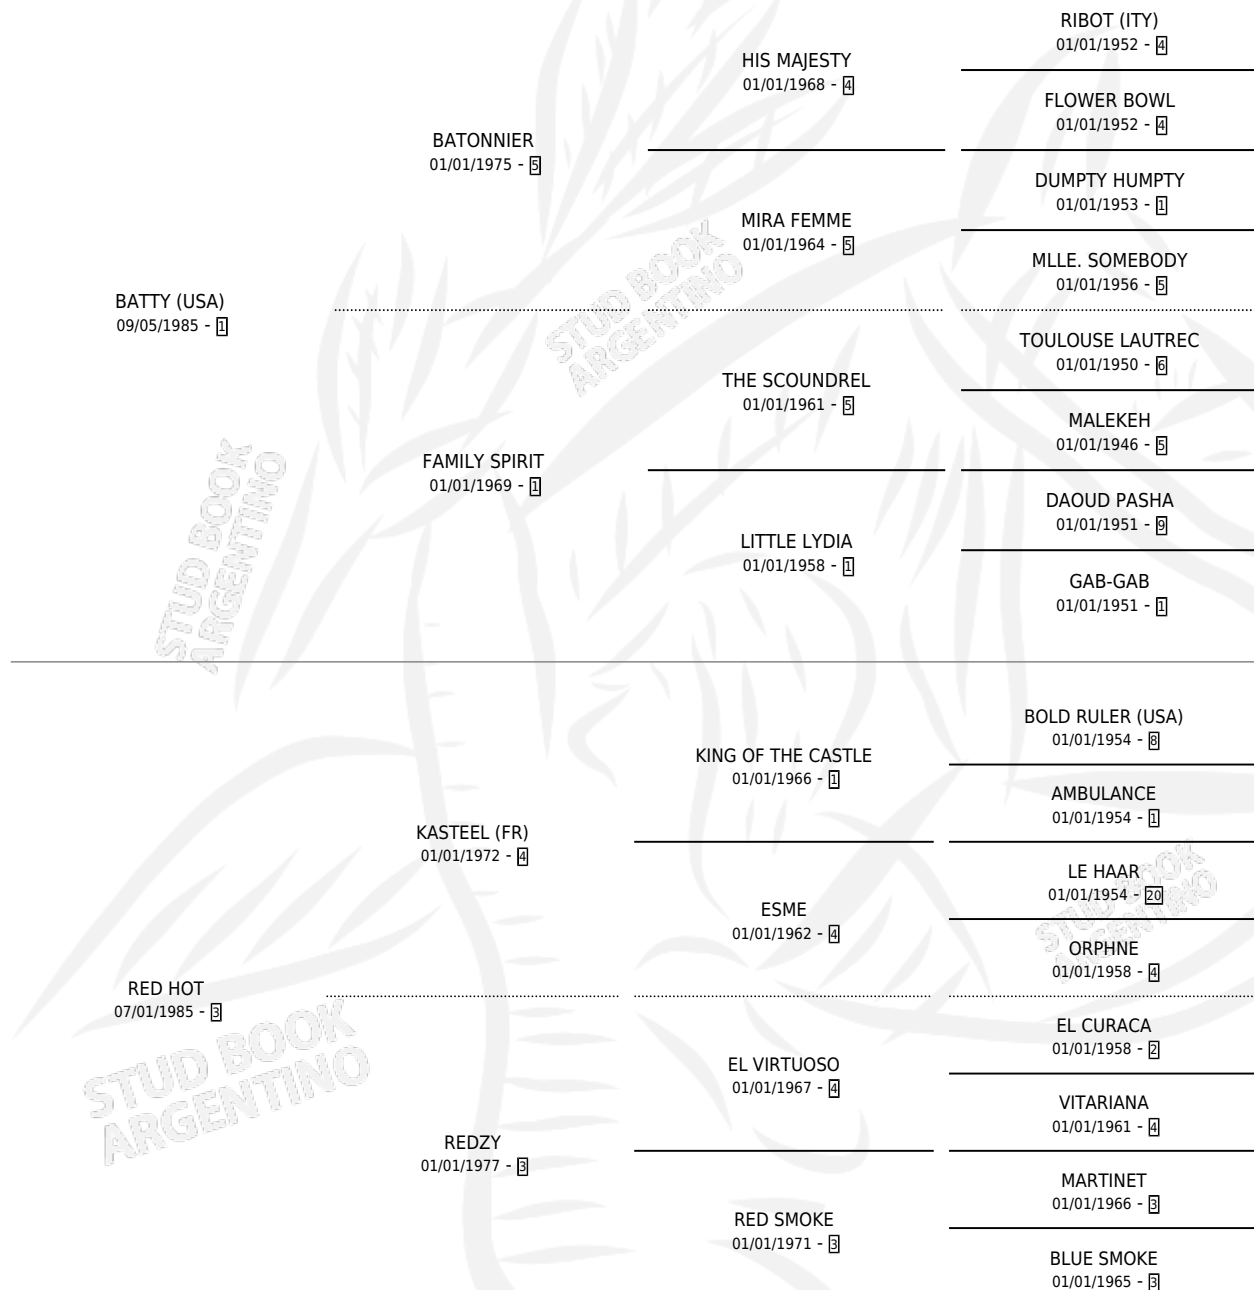 RIBOT (ITY)
01/01/1952 - 4
HIS MAJESTY
01/01/1968 - 4
FLOWER BOWL
01/01/1952 - 4
BATONNIER
01/01/1975 - 5
DUMPTY HUMPTY
01/01/1953 - 1
MIRA FEMME
01/01/1964 - 5
MLLE. SOMEBODY
01/01/1956 - 5
BATTY (USA)
09/05/1985 - 1
TOULOUSE LAUTREC
01/01/1950 - 6
THE SCOUNDREL
01/01/1961 - 5
MALEKEH
01/01/1946 - 5
FAMILY SPIRIT
01/01/1969 - 1
DAOUD PASHA
01/01/1951 - 9
LITTLE LYDIA
01/01/1958 - 1
GAB-GAB
01/01/1951 - 1
BOLD RULER (USA)
01/01/1954 - 8
KING OF THE CASTLE
01/01/1966 - 1
AMBULANCE
01/01/1954 - 1
KASTEEL (FR)
01/01/1972 - 4
LE HAAR
01/01/1954 - 20
ESME
01/01/1962 - 4
ORPHNE
01/01/1958 - 4
RED HOT
07/01/1985 - 3
EL CURACA
01/01/1958 - 2
EL VIRTUOSO
01/01/1967 - 4
VITARIANA
01/01/1961 - 4
REDZY
01/01/1977 - 3
MARTINET
01/01/1966 - 3
RED SMOKE
01/01/1971 - 3
BLUE SMOKE
01/01/1965 - 3
STUD BOOK
ARGENTINO
STUD BOOK
ARGENTINO
STUD BOOK
ARGENTINO
STUD BOOK
ARGENTINO